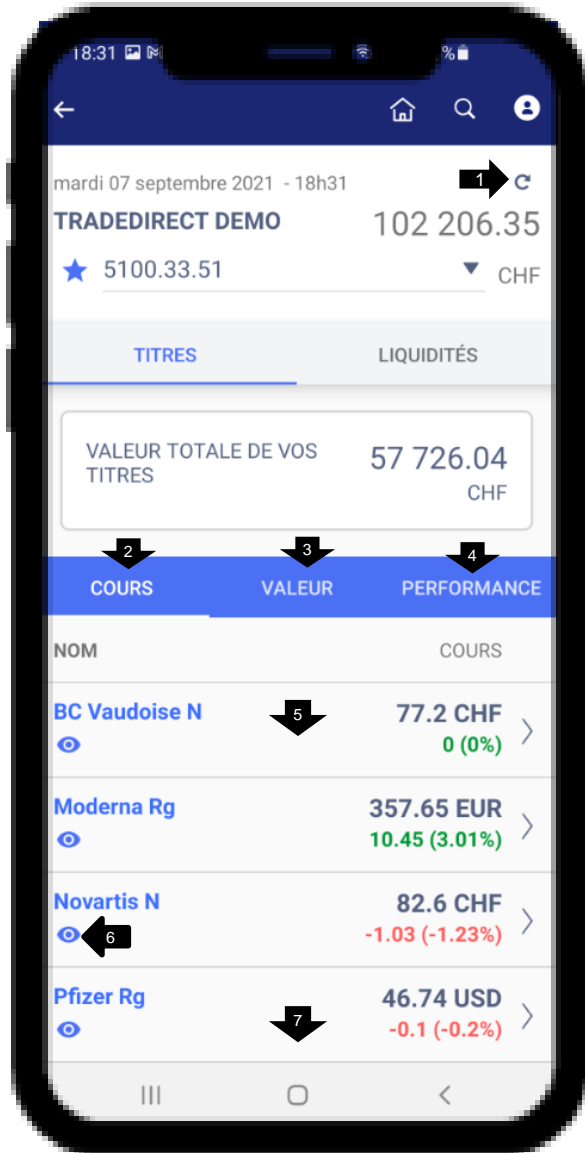 18:31 %
mardi 07 septembre 2021 - 18h31 1
TRADEDIRECT DEMO 102 206.35
5100.33.51 CHF
TITRES LIQUIDITÉS
VALEUR TOTALE DE VOS 57 726.04
TITRES CHF
2 3 4
COURS VALEUR PERFORMANCE
NOM COURS
BC Vaudoise N 5 77.2 CHF
0 (0%)
Moderna Rg 357.65 EUR
10.45 (3.01%)
Novartis N 82.6 CHF
6 -1.03 (-1.23%)
Pfizer Rg 46.74 USD
7 -0.1 (-0.2%)